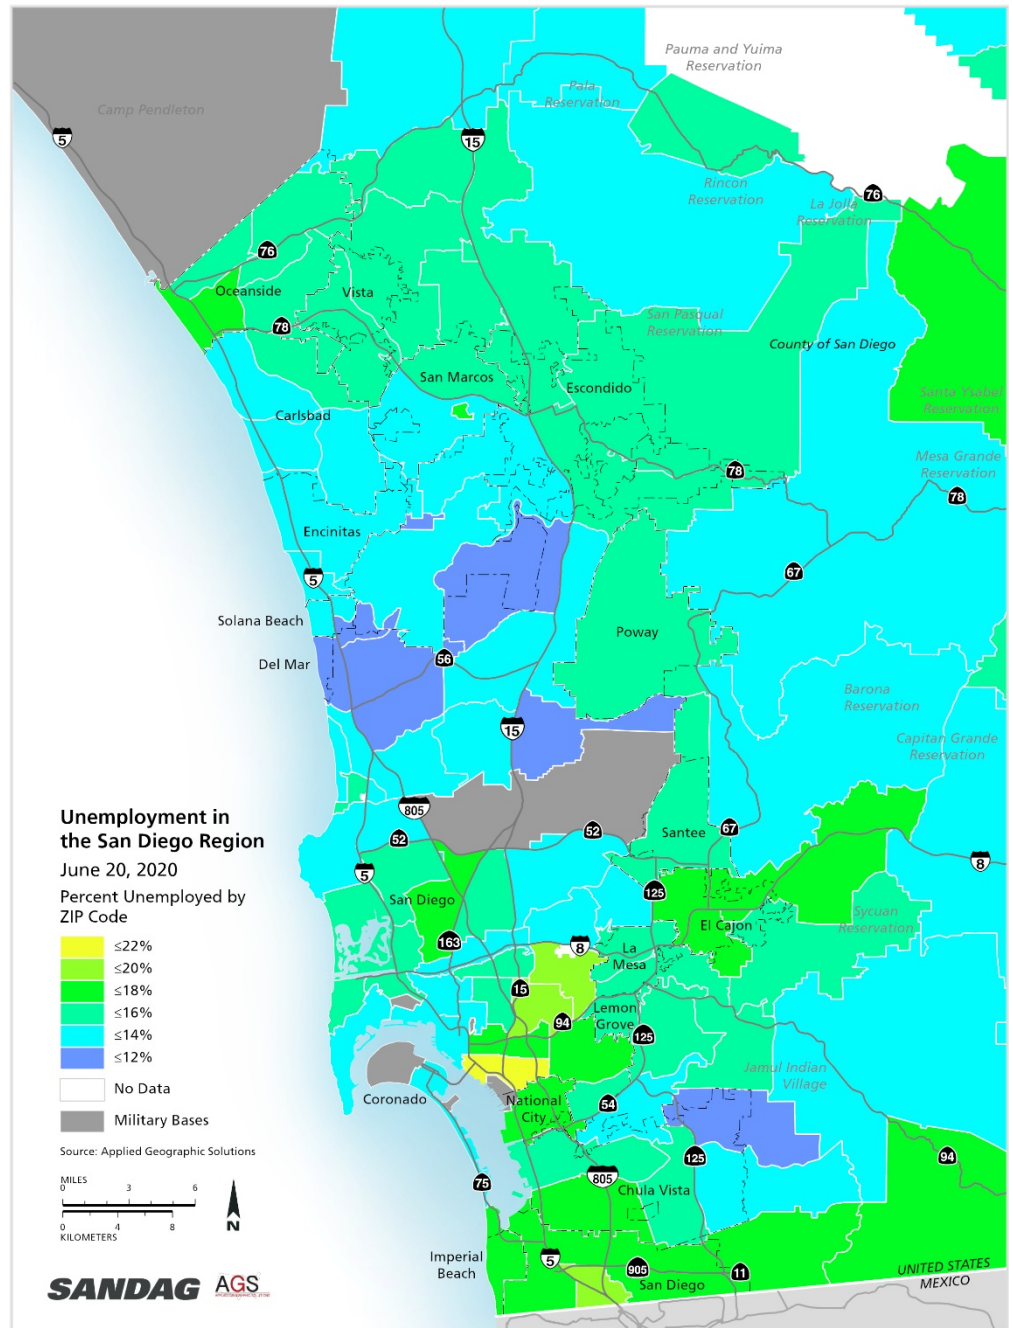 Pauma and Yuima
Reservation
Pala
Reservation
Camp Pendleton
5
15
Rincon
Reservation
76
La Jolla
Reservation
76
Oceanside
Vista
78
San Pasqual
Reservation
County of San Diego
San Marcos
Escondido
Santa Ysabel
Reservation
Carlsbad
Mesa Grande
Reservation
78
78
Encinitas
5
67
Solana Beach
Poway
Del Mar
56
Barona
Reservation
15
Capitan Grande
Reservation
805
52
52
Santee
67
8
5
125
San Diego
El Cajon
Sycuan
Reservation
163
8
La
Mesa
15
94
Lemon
Grove
125
Jamul Indian
Village
Coronado
National
City
54
125
94
75
805
Chula Vista
Imperial
Beach
5
905
San Diego
11
UNITED STATES
MEXICO
Unemployment in
the San Diego Region
June 20, 2020
Percent Unemployed by
ZIP Code
≤22%
≤20%
≤18%
≤16%
≤14%
≤12%
No Data
Military Bases
Source: Applied Geographic Solutions
MILES
0 3 6
0 4 8
KILOMETERS
N
SANDAG
AGS